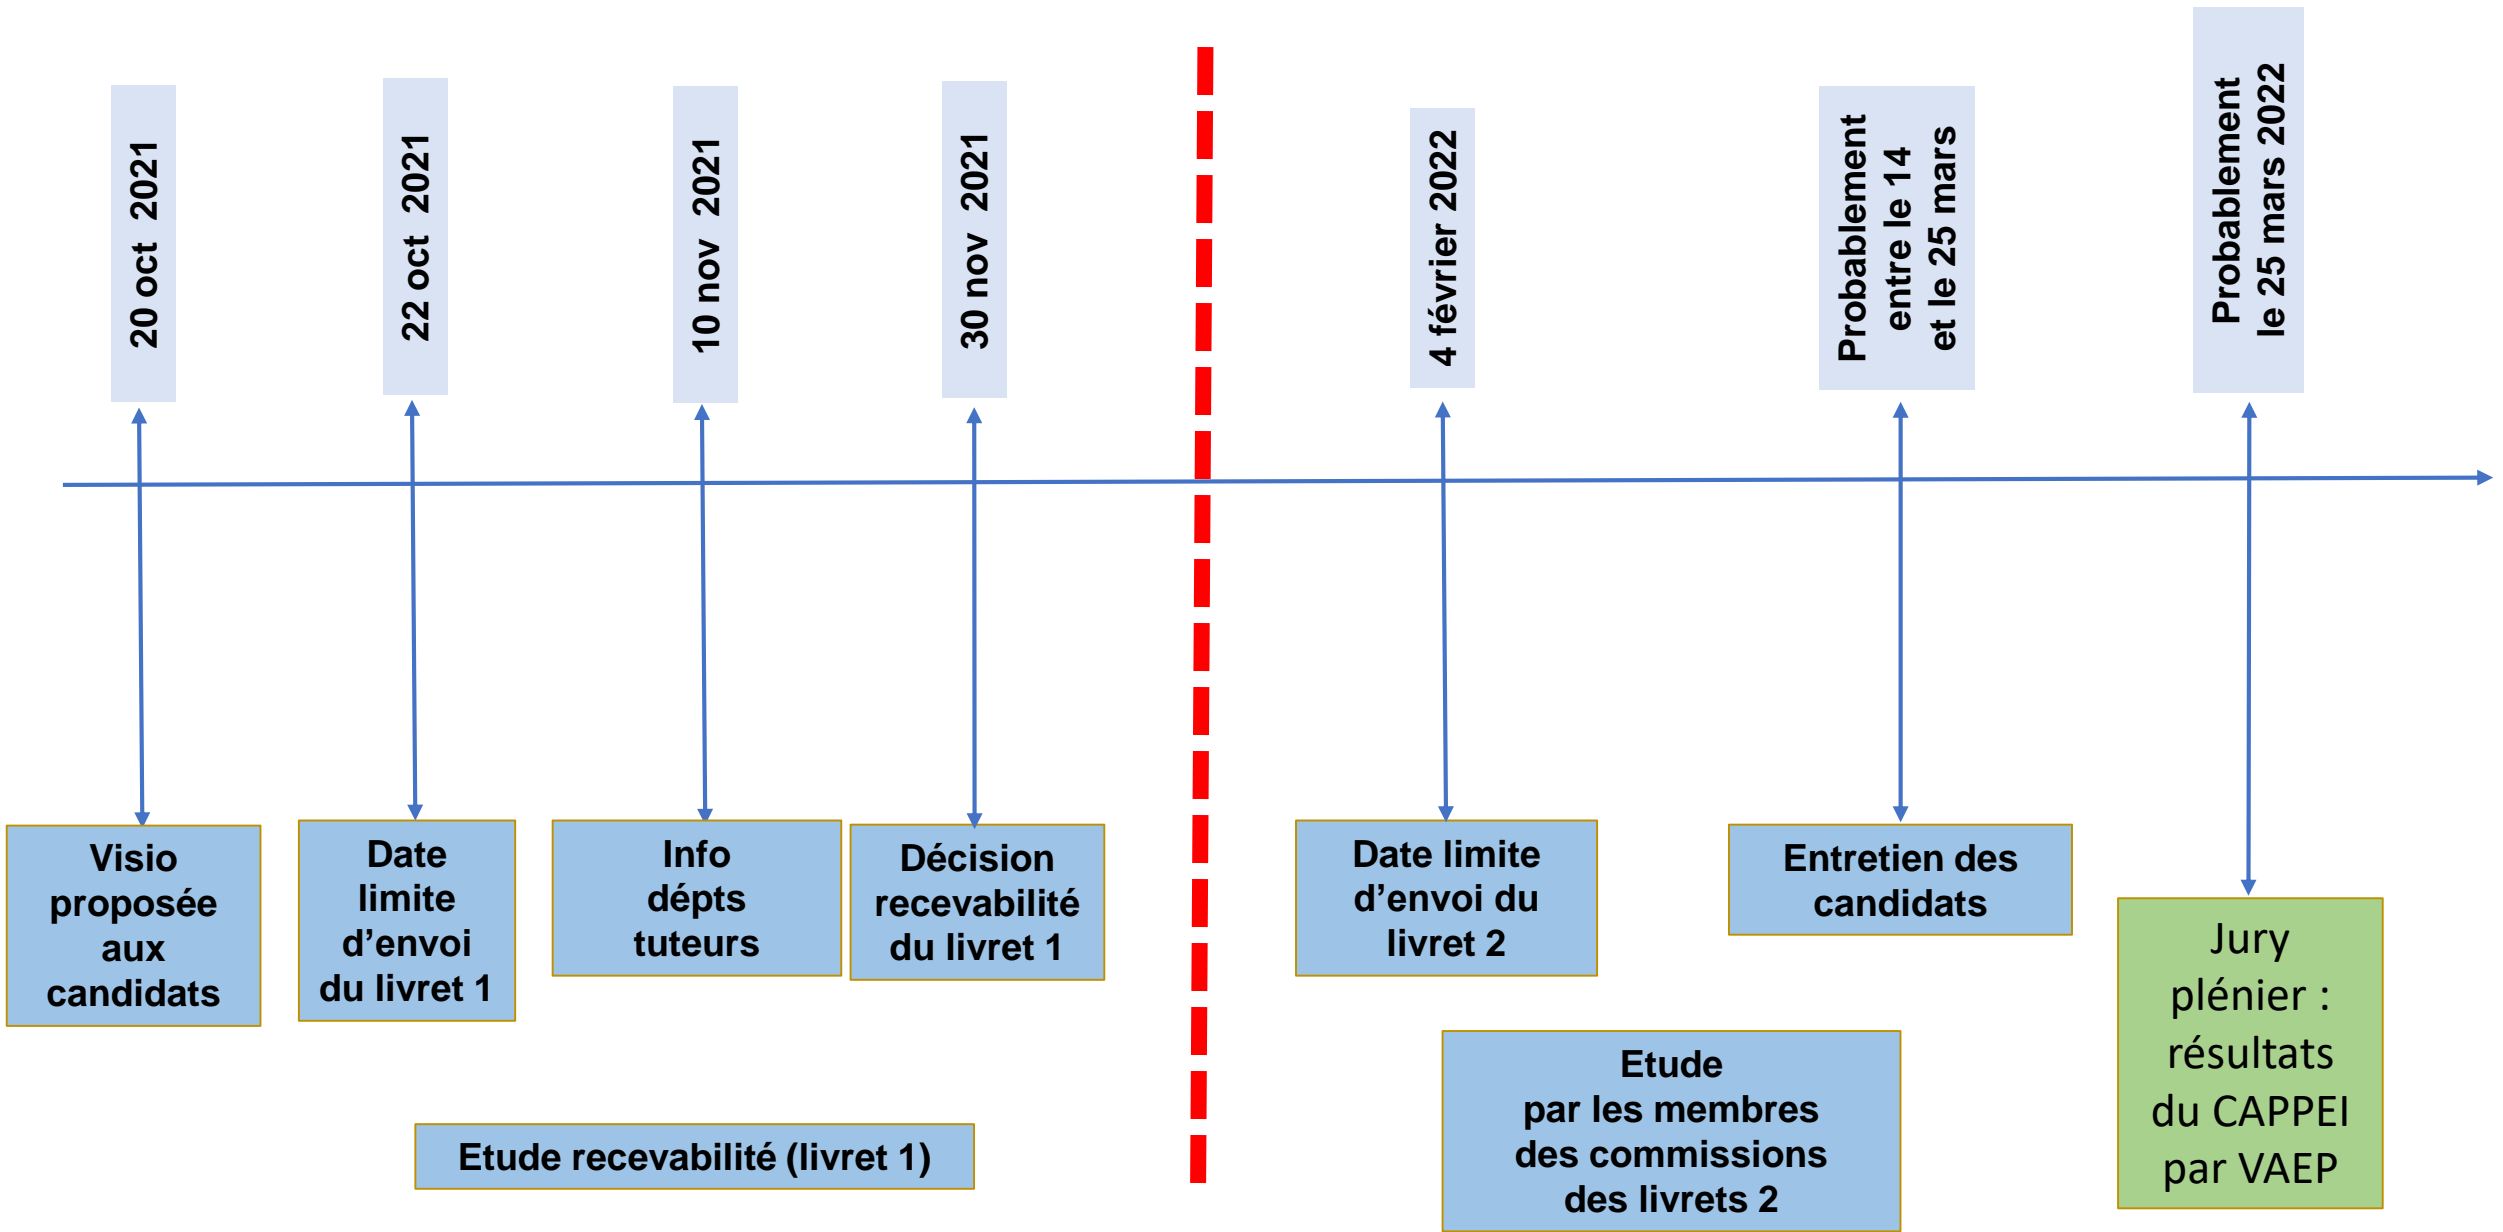 20 oct 2021
22 oct 2021
10 nov 2021
30 nov 2021
4 février 2022
Probablement
entre le 14
et le 25 mars
Probablement
le 25 mars 2022
Visio
proposée
aux
candidats
Date
limite
d’envoi
du livret 1
Info
dépts
tuteurs
Décision
recevabilité
du livret 1
Date limite
d’envoi du
livret 2
Entretien des
candidats
Jury
plénier :
résultats
du CAPPEI
par VAEP
Etude recevabilité (livret 1)
Etude
par les membres
des commissions
des livrets 2